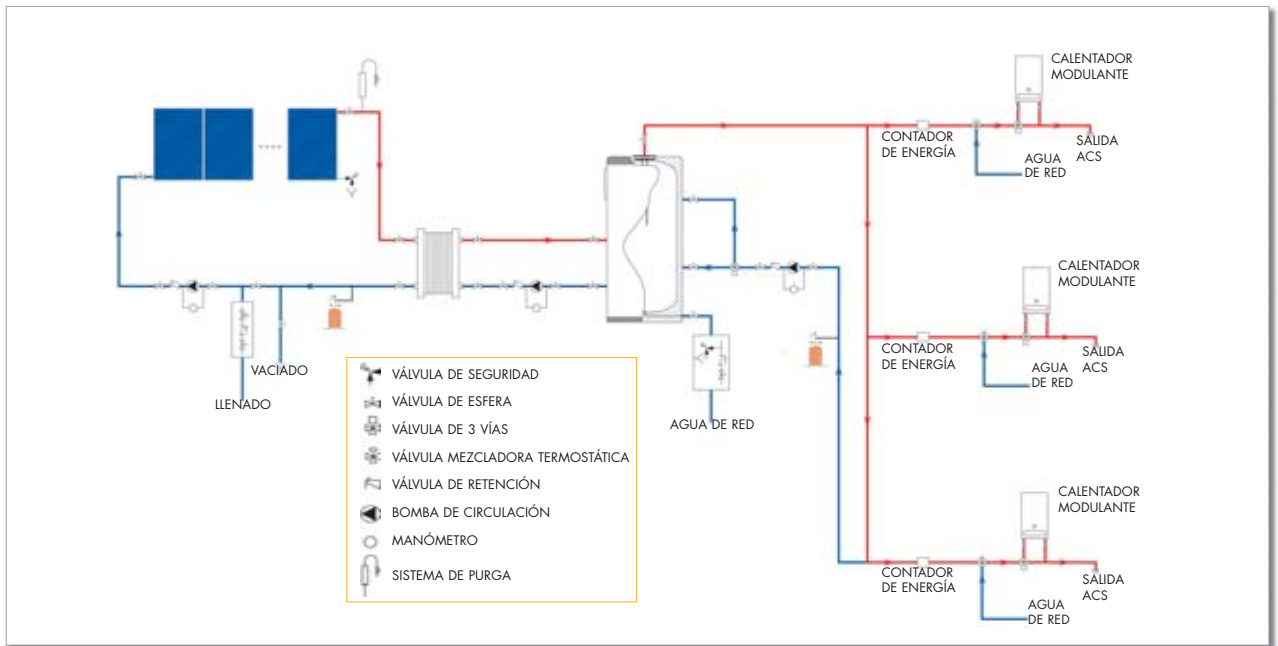 CALENTADOR
MODULANTE
CONTADOR
DE ENERGÍA
SALIDA
ACS
AGUA
DE RED
CALENTADOR
MODULANTE
CONTADOR
DE ENERGÍA
SALIDA
ACS
AGUA
DE RED
VACIADO
LLENADO
AGUA DE RED
VÁLVULA DE SEGURIDAD
VÁLVULA DE ESFERA
VÁLVULA DE 3 VÍAS
VÁLVULA MEZCLADORA TERMOSTÁTICA
VÁLVULA DE RETENCIÓN
BOMBA DE CIRCULACIÓN
MANÓMETRO
SISTEMA DE PURGA
CALENTADOR
MODULANTE
CONTADOR
DE ENERGÍA
SALIDA
ACS
AGUA
DE RED